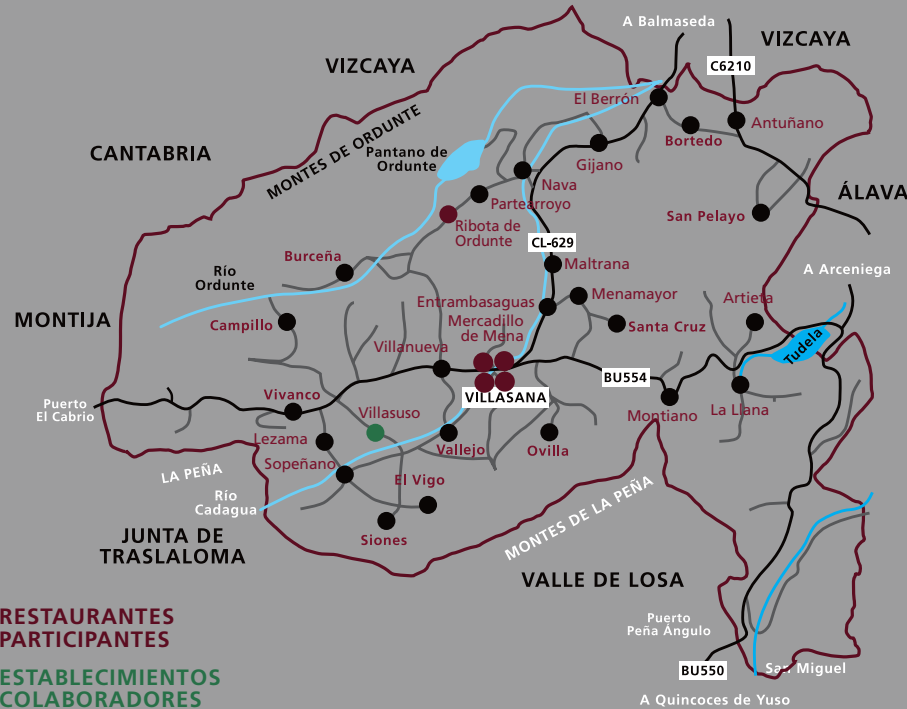 A Balmaseda
VIZCAYA
VIZCAYA
C6210
El Berrón
Antuñano
Bortedo
CANTABRIA
MONTES DE ORDUNTE
Pantano de
Ordunte
Gijano
Nava
Partearroyo
ÁLAVA
San Pelayo
Ribota de
Ordunte
CL-629
Burceña
Maltrana
A Arceniega
Río
Ordunte
Entrambasaguas
Menamayor
Artieta
MONTIJA
Campillo
Mercadillo
de Mena
Santa Cruz
Villanueva
Tudela
BU554
Puerto
El Cabrio
Vivanco
VILLASANA
Villasuso
Montiano
La Llana
Lezama
Vallejo
Ovilla
Sopeñano
LA PEÑA
El Vigo
Río
Cadagua
MONTES DE LA PEÑA
JUNTA DE
TRASLALOMA
Siones
VALLE DE LOSA
RESTAURANTES
PARTICIPANTES
Puerto
Peña Ángulo
BU550
San Miguel
ESTABLECIMIENTOS
COLABORADORES
A Quincoces de Yuso